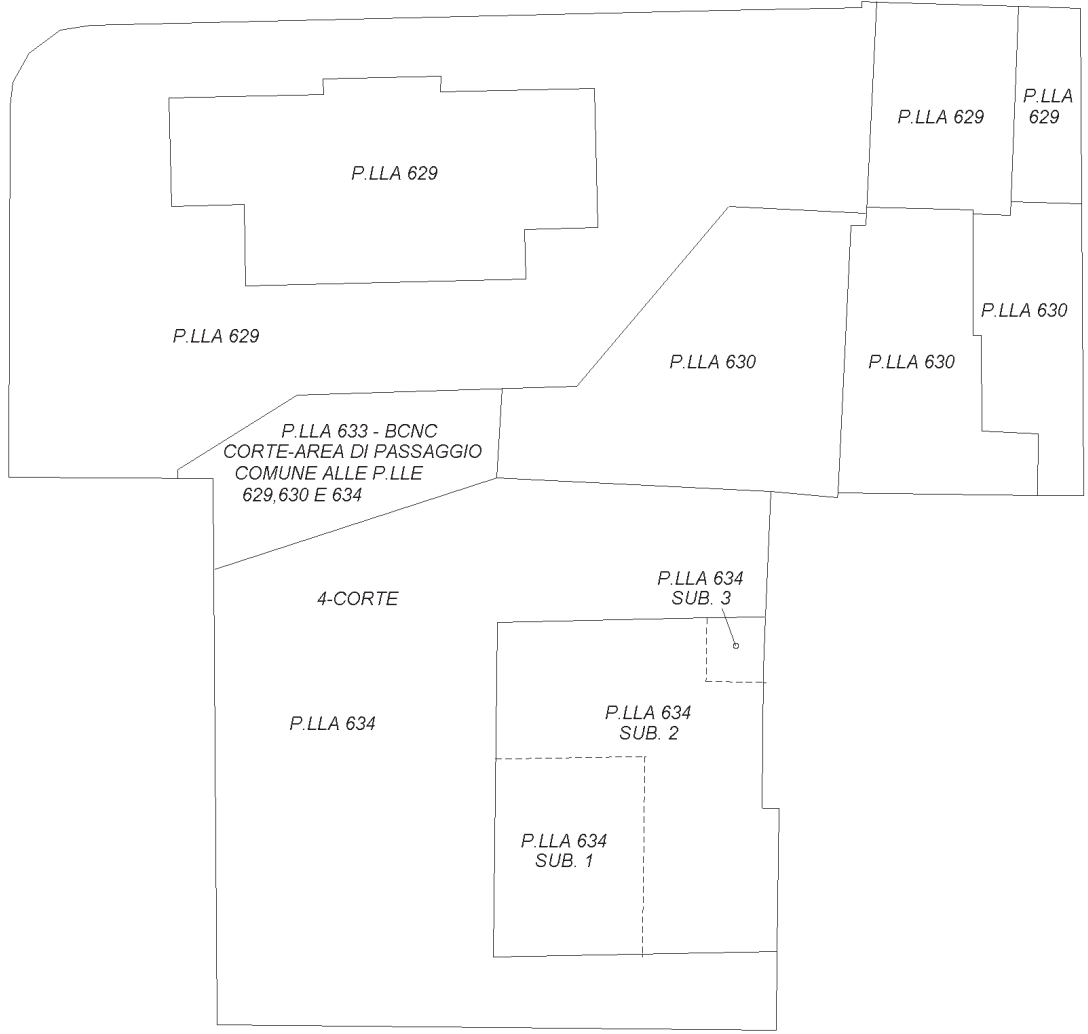 P.LLA
629
P.LLA 629
P.LLA 629
P.LLA 629
P.LLA 630
P.LLA 630
P.LLA 630
P.LLA 633 - BCNC
CORTE-AREA DI PASSAGGIO
COMUNE ALLE P.LLE
629,630 E 634
4-CORTE
P.LLA 634
SUB. 3
P.LLA 634
P.LLA 634
SUB. 2
P.LLA 634
SUB. 1